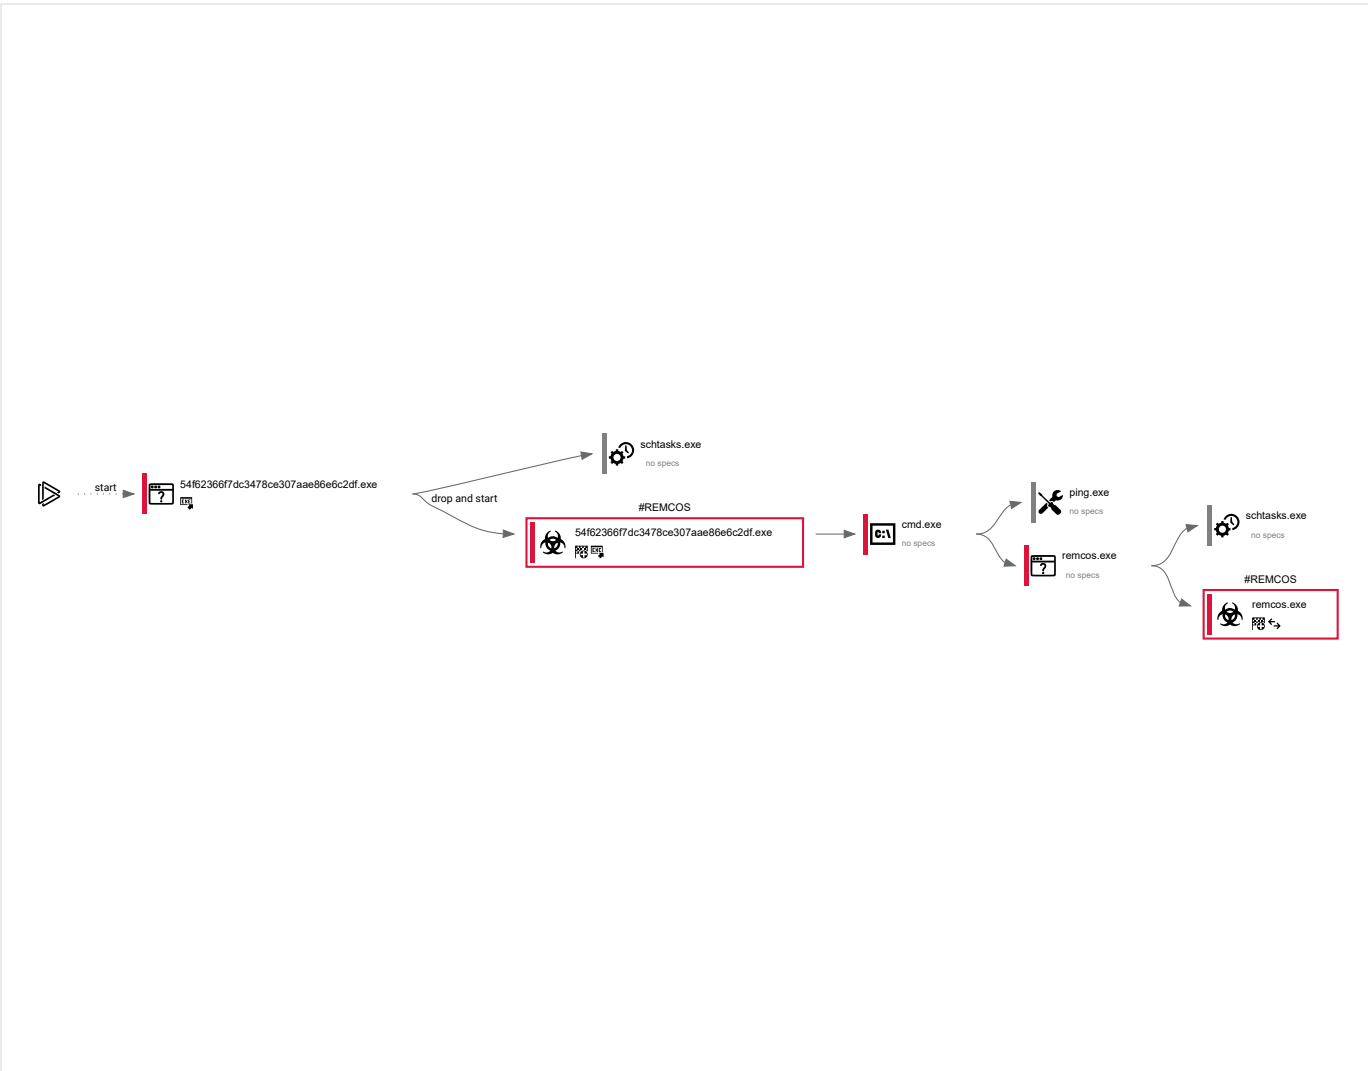 start
54f62366f7dc3478ce307aae86e6c2df.exe
drop and start
schtasks.exe
no specs
#REMCOS
54f62366f7dc3478ce307aae86e6c2df.exe
C:\
cmd.exe
no specs
ping.exe
no specs
remcos.exe
no specs
schtasks.exe
no specs
#REMCOS
remcos.exe